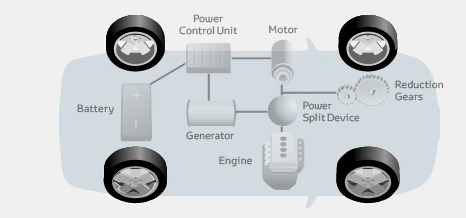 Power
Control Unit
Motor
Reduction
Gears
Battery
Power
Split Device
Generator
Engine